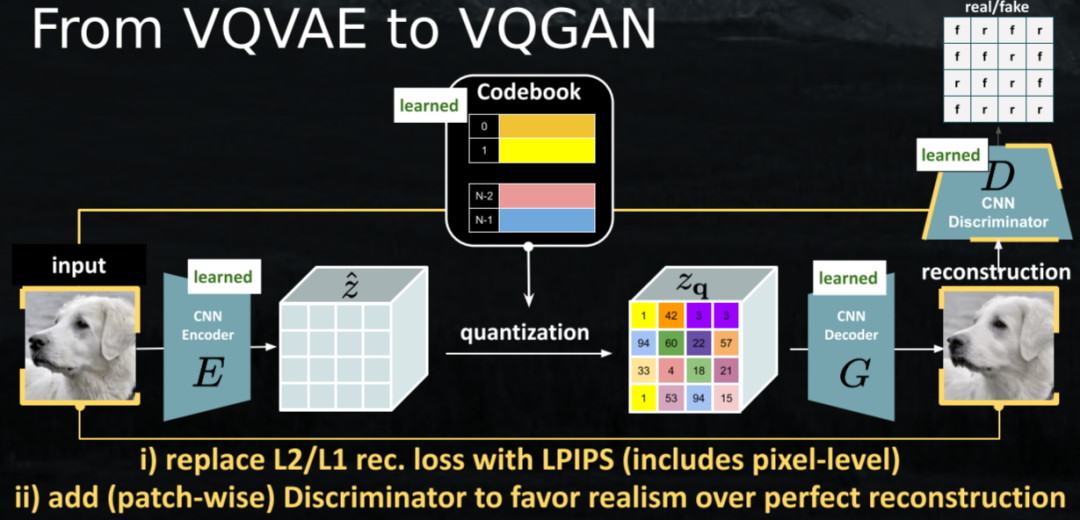 From VQVAE to VQGAN
real/fake
f r f r
f f r f
r f r f
f r r r
learned
Codebook
0
1
N-2
N-1
learned
D
CNN
Discriminator
input
learned
CNN
Encoder
E
ẑ
quantization
z_q
1 42 3 3
94 60 22 57
33 4 18 21
1 53 94 15
learned
CNN
Decoder
G
reconstruction
i) replace L2/L1 rec. loss with LPIPS (includes pixel-level)
ii) add (patch-wise) Discriminator to favor realism over perfect reconstruction